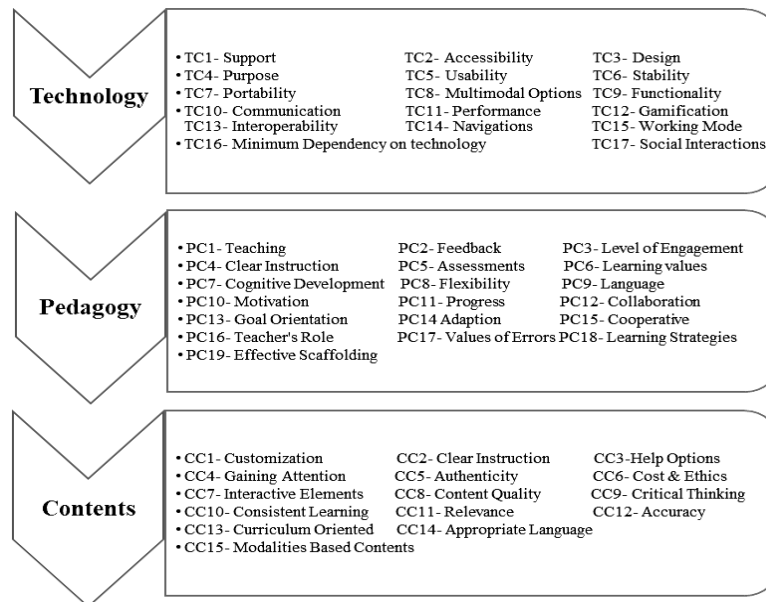 Technology
• TC1- Support TC2- Accessibility TC3- Design
• TC4- Purpose TC5- Usability TC6- Stability
• TC7- Portability TC8- Multimodal Options TC9- Functionality
• TC10- Communication TC11- Performance TC12- Gamification
TC13- Interoperability TC14- Navigations TC15- Working Mode
• TC16- Minimum Dependency on technology TC17- Social Interactions
Pedagogy
• PC1- Teaching PC2- Feedback PC3- Level of Engagement
• PC4- Clear Instruction PC5- Assessments PC6- Learning values
• PC7- Cognitive Development PC8- Flexibility PC9- Language
• PC10- Motivation PC11- Progress PC12- Collaboration
• PC13- Goal Orientation PC14 Adaption PC15- Cooperative
• PC16- Teacher's Role PC17- Values of Errors PC18- Learning Strategies
• PC19- Effective Scaffolding
Contents
• CC1- Customization CC2- Clear Instruction CC3-Help Options
• CC4- Gaining Attention CC5- Authenticity CC6- Cost & Ethics
• CC7- Interactive Elements CC8- Content Quality CC9- Critical Thinking
• CC10- Consistent Learning CC11- Relevance CC12- Accuracy
• CC13- Curriculum Oriented CC14- Appropriate Language
• CC15- Modalities Based Contents